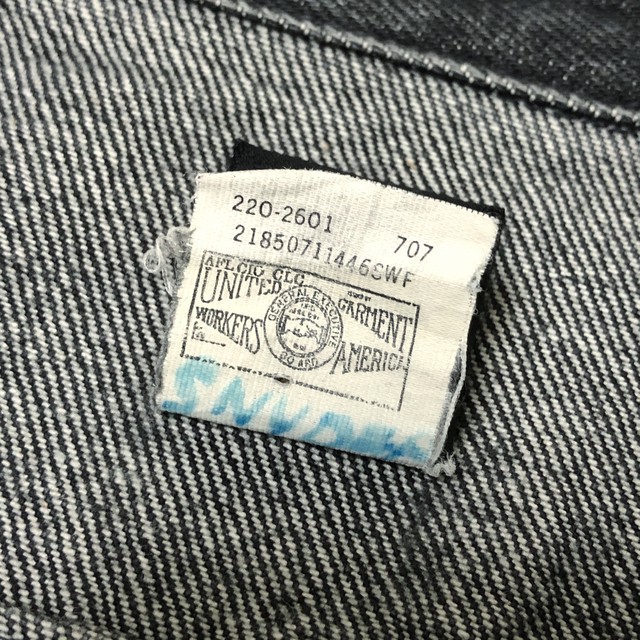 220-2601
707
21850711446SWF
AFL CIO CLC
UNITED GARMENT
GENERAL EXECUTIVE
WORKERS AMERICA
BOARD